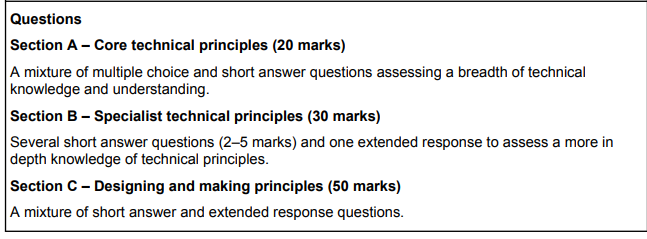 Questions
Section A – Core technical principles (20 marks)
A mixture of multiple choice and short answer questions assessing a breadth of technical
knowledge and understanding.
Section B – Specialist technical principles (30 marks)
Several short answer questions (2–5 marks) and one extended response to assess a more in
depth knowledge of technical principles.
Section C – Designing and making principles (50 marks)
A mixture of short answer and extended response questions.